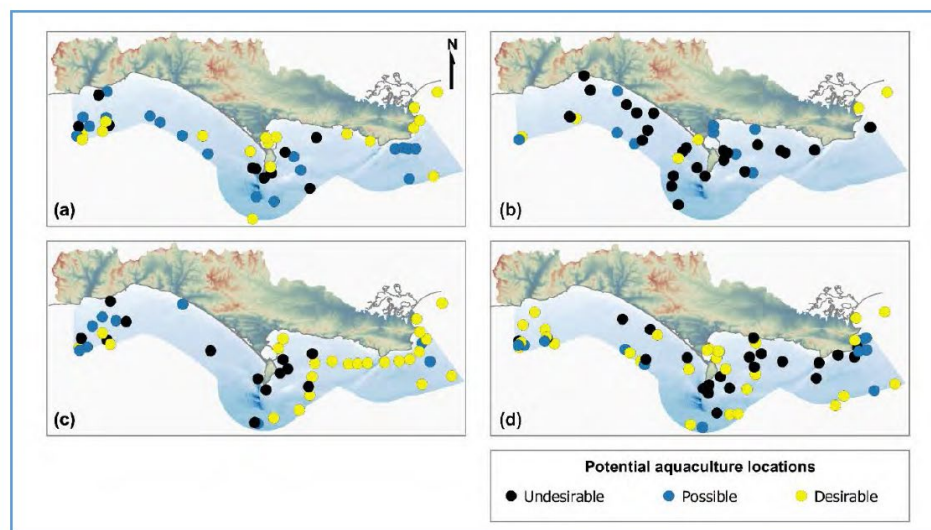 N
(a)
(b)
(c)
(d)
Potential aquaculture locations
Undesirable Possible Desirable